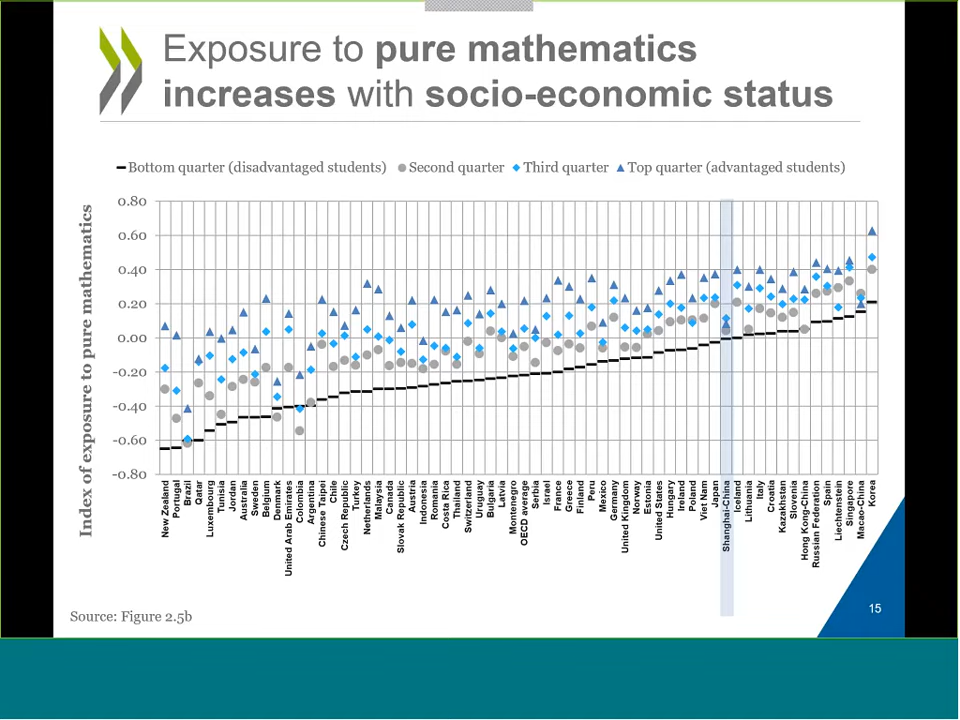 Exposure to pure mathematics
increases with socio-economic status
Bottom quarter (disadvantaged students) Second quarter Third quarter Top quarter (advantaged students)
Index of exposure to pure mathematics
0.80
0.60
0.40
0.20
0.00
-0.20
-0.40
-0.60
-0.80
New Zealand
Portugal
Brazil
Qatar
Luxembourg
Tunisia
Jordan
Australia
Sweden
Belgium
Denmark
United Arab Emirates
Colombia
Argentina
Chinese Taipei
Chile
Czech Republic
Turkey
Netherlands
Malaysia
Canada
Slovak Republic
Austria
Indonesia
Romania
Costa Rica
Thailand
Switzerland
Uruguay
Bulgaria
Latvia
Montenegro
OECD average
Serbia
Israel
France
Greece
Finland
Peru
Mexico
Germany
United Kingdom
Norway
Estonia
United States
Hungary
Ireland
Poland
Viet Nam
Japan
Shanghai-China
Iceland
Lithuania
Italy
Croatia
Kazakhstan
Slovenia
Hong Kong-China
Russian Federation
Spain
Liechtenstein
Singapore
Macao-China
Korea
Source: Figure 2.5b
15